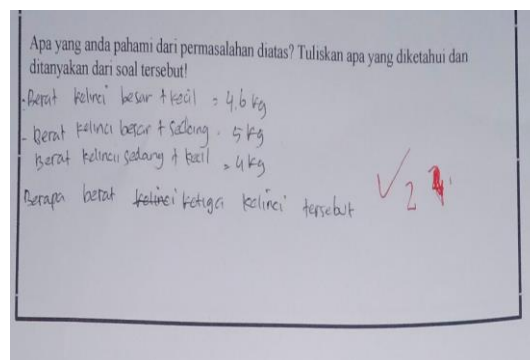 Apa yang anda pahami dari permasalahan diatas? Tuliskan apa yang diketahui dan
ditanyakan dari soal tersebut!
- Berat kelinci besar + kecil = 4.6 kg
- Berat kelinci besar + sedang = 5 kg
Berat kelinci sedang + kecil = 4 kg
Berapa berat kelinci ketiga kelinci tersebut
2